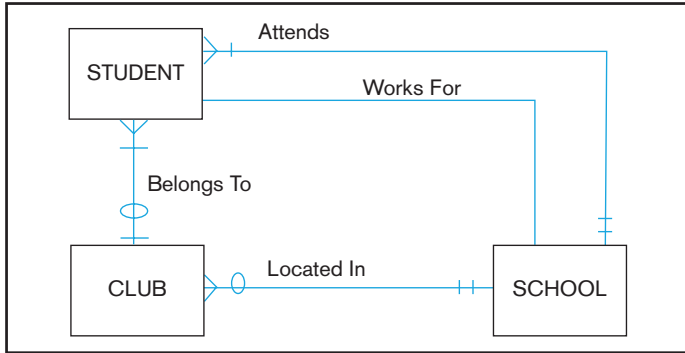 Attends
STUDENT
Works For
Belongs To
Located In
CLUB
SCHOOL